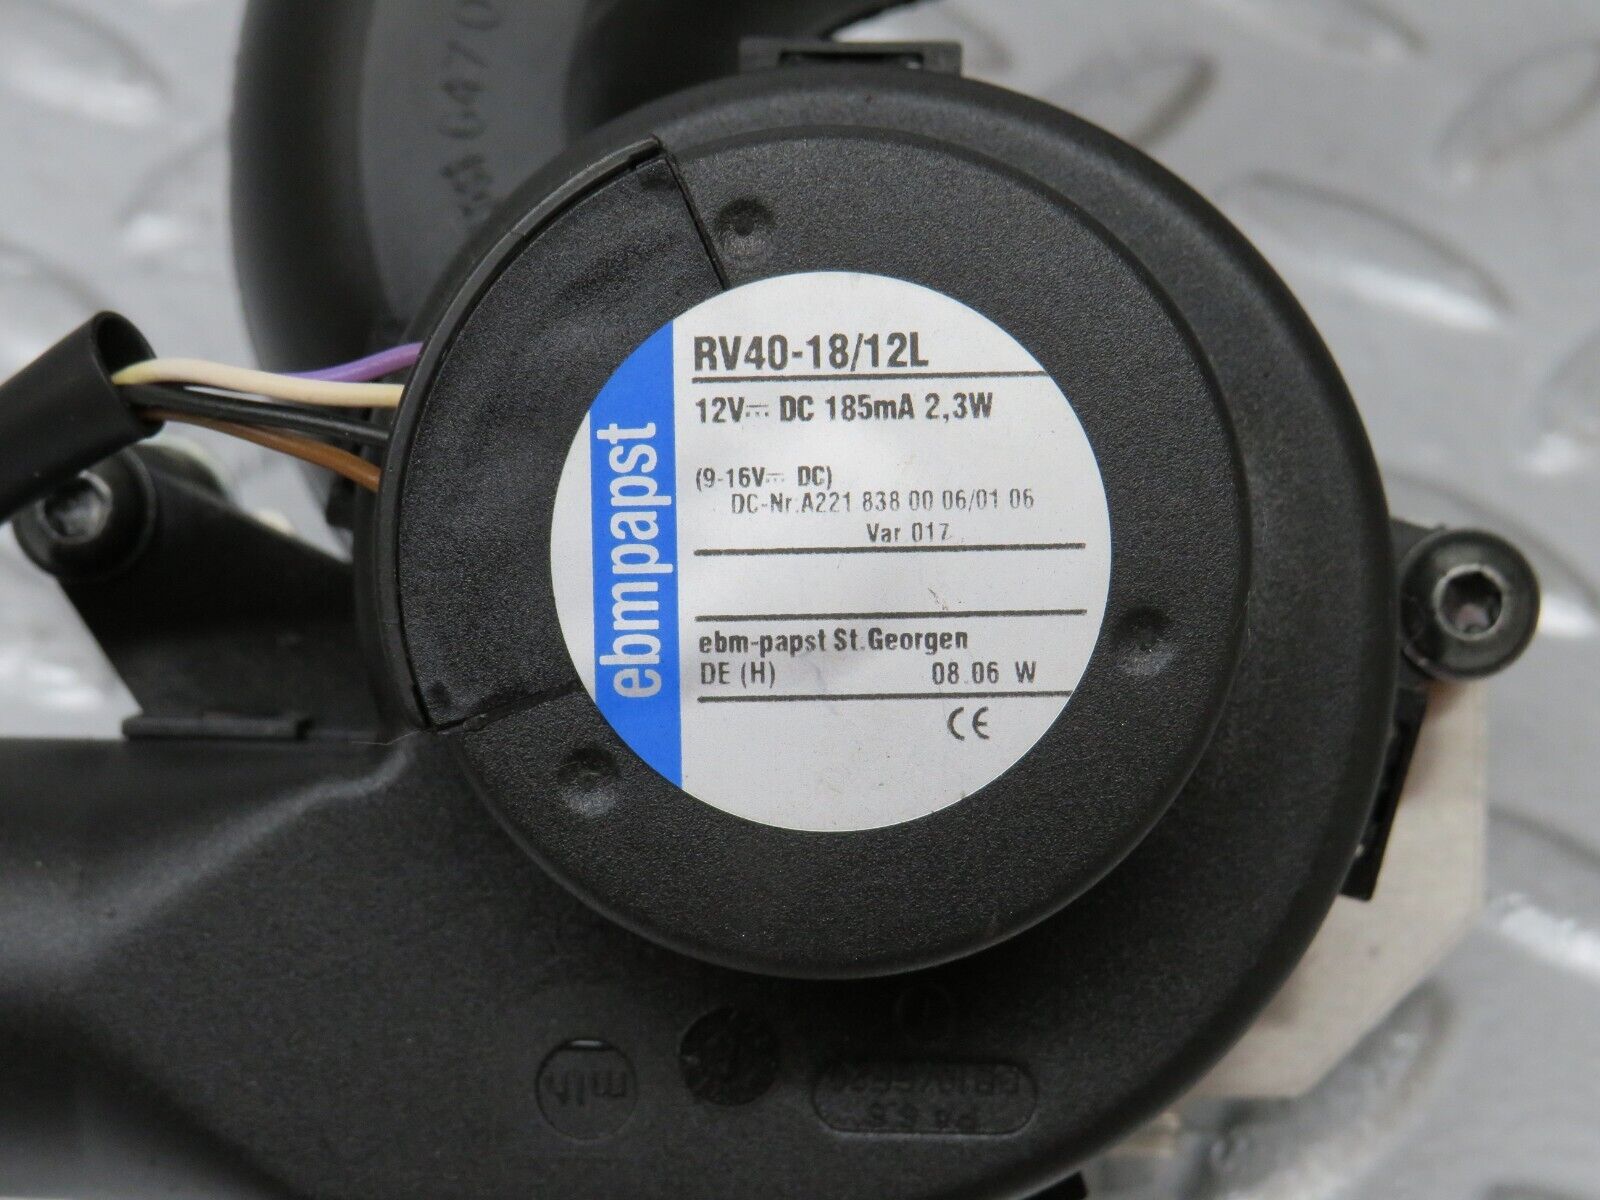 ebmpapst
RV40-18/12L
12V⎓ DC 185mA 2,3W
(9-16V⎓ DC)
DC-Nr.A221 838 00 06/01 06
Var 017
ebm-papst St.Georgen
DE (H) 08.06 W
CE
mlh